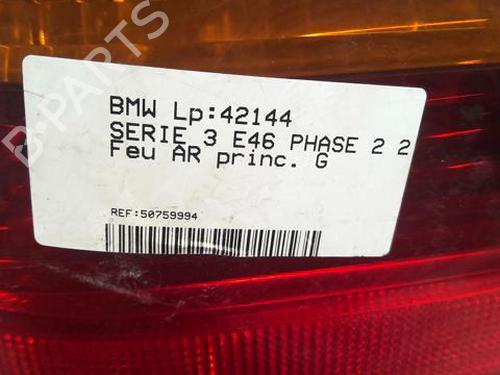 BMW Lp:42144
SERIE 3 E46 PHASE 2 2
Feu AR princ. G
REF:50759994
B-PARTS